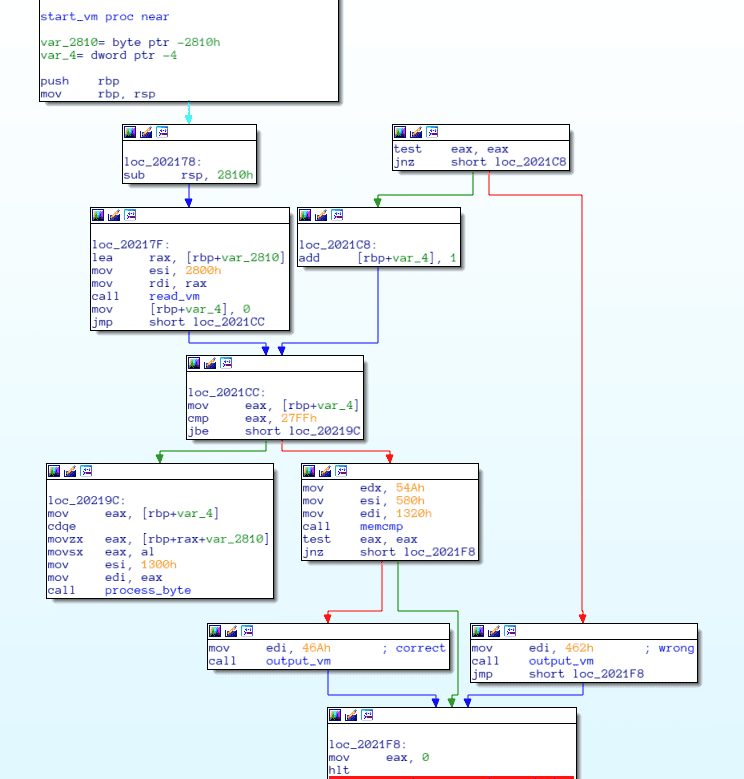 start_vm proc near
var_2810= byte ptr -2810h
var_4= dword ptr -4
push rbp
mov rbp, rsp
loc_202178:
sub rsp, 2810h
test eax, eax
jnz short loc_2021C8
loc_20217F:
lea rax, [rbp+var_2810]
mov esi, 2800h
mov rdi, rax
call read_vm
mov [rbp+var_4], 0
jmp short loc_2021CC
loc_2021C8:
add [rbp+var_4], 1
loc_2021CC:
mov eax, [rbp+var_4]
cmp eax, 27FFh
jbe short loc_20219C
loc_20219C:
mov eax, [rbp+var_4]
cdqe
movzx eax, [rbp+rax+var_2810]
movsx eax, al
mov esi, 1300h
mov edi, eax
call process_byte
mov edx, 54Ah
mov esi, 580h
mov edi, 1320h
call memcmp
test eax, eax
jnz short loc_2021F8
mov edi, 46Ah ; correct
call output_vm
mov edi, 462h ; wrong
call output_vm
jmp short loc_2021F8
loc_2021F8:
mov eax, 0
hlt